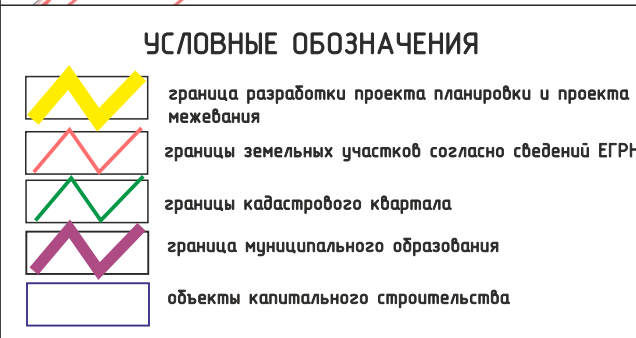 УСЛОВНЫЕ ОБОЗНАЧЕНИЯ
граница разработки проекта планировки и проекта
межевания
границы земельных участков согласно сведений ЕГРН
границы кадастрового квартала
граница муниципального образования
объекты капитального строительства